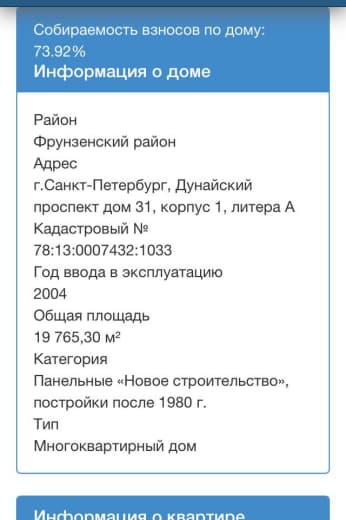 Собираемость взносов по дому:
73.92%
Информация о доме
Район
Фрунзенский район
Адрес
г.Санкт-Петербург, Дунайский
проспект дом 31, корпус 1, литера А
Кадастровый №
78:13:0007432:1033
Год ввода в эксплуатацию
2004
Общая площадь
19 765,30 м²
Категория
Панельные «Новое строительство»,
постройки после 1980 г.
Тип
Многоквартирный дом
Информация о квартире